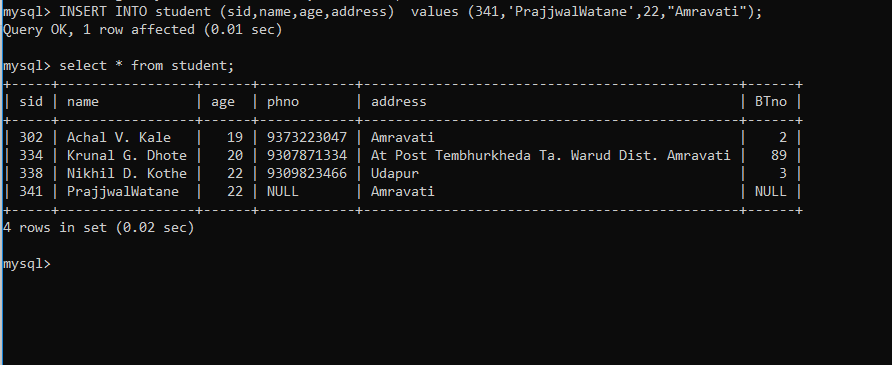 mysql> INSERT INTO student (sid,name,age,address)  values (341,'PrajjwalWatane',22,"Amravati");
Query OK, 1 row affected (0.01 sec)
mysql> select * from student;
+-----+-----------------+------+------------+----------------------------------------------+------+
| sid | name            | age  | phno       | address                                      | BTno |
+-----+-----------------+------+------------+----------------------------------------------+------+
| 302 | Achal V. Kale   |   19 | 9373223047 | Amravati                                     |    2 |
| 334 | Krunal G. Dhote |   20 | 9307871334 | At Post Tembhurkheda Ta. Warud Dist. Amravati |   89 |
| 338 | Nikhil D. Kothe |   22 | 9309823466 | Udapur                                       |    3 |
| 341 | PrajjwalWatane  |   22 | NULL       | Amravati                                     | NULL |
+-----+-----------------+------+------------+----------------------------------------------+------+
4 rows in set (0.02 sec)
mysql>